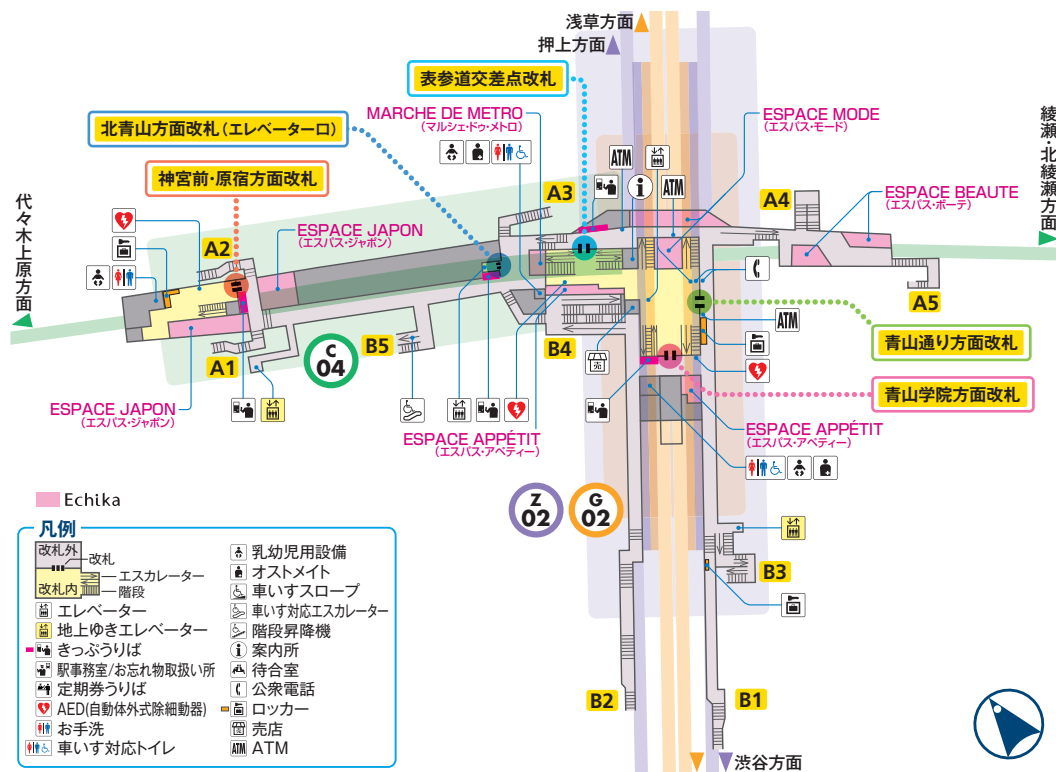 浅草方面
押上方面
表参道交差点改札
MARCHE DE METRO
(マルシェ・ドゥ・メトロ)
ESPACE MODE
(エスパス・モード)
北青山方面改札(エレベーター口)
神宮前・原宿方面改札
代々木上原方面
綾瀬・北綾瀬方面
ATM
ATM
A3
A4
ESPACE BEAUTE
(エスパス・ボーテ)
A2
ESPACE JAPON
(エスパス・ジャポン)
A5
ATM
青山通り方面改札
A1
C
04
B5
B4
売
青山学院方面改札
ESPACE JAPON
(エスパス・ジャポン)
ESPACE APPÉTIT
(エスパス・アペティー)
ESPACE APPÉTIT
(エスパス・アペティー)
Z
02
G
02
B3
B2
B1
渋谷方面
Echika
凡例
改札外
改札
エスカレーター
改札内
階段
エレベーター
地上ゆきエレベーター
きっぷうりば
駅事務室/お忘れ物取扱い所
定期券うりば
AED(自動体外式除細動器)
お手洗
車いす対応トイレ
乳幼児用設備
オストメイト
車いすスロープ
車いす対応エスカレーター
階段昇降機
案内所
待合室
公衆電話
ロッカー
売 売店
ATM ATM